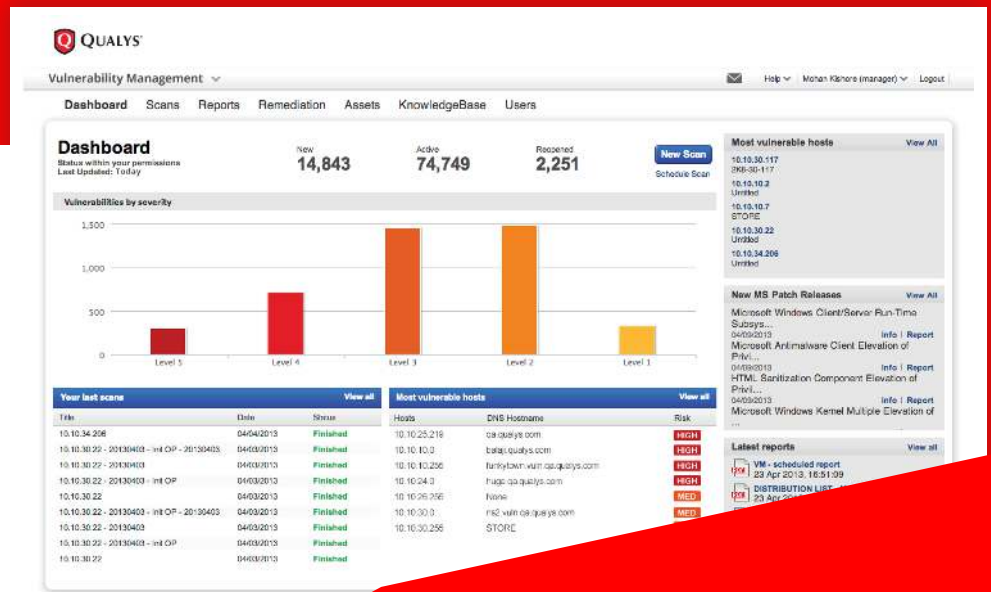 QUALYS
Vulnerability Management
Help Mohan Kishore (manager) Logout
Dashboard Scans Reports Remediation Assets KnowledgeBase Users
Dashboard
Status within your permissions
Last Updated: Today
New
14,843
Active
74,749
Reopened
2,251
New Scan
Schedule Scan
Vulnerabilities by severity
1,500
1,000
500
0
Level 5 Level 4 Level 3 Level 2 Level 1
Your last scans View all
Title Date Status
10.10.34.206 04/04/2013 Finished
10.10.30.22 - 20130403 - Init OP - 20130403 04/03/2013 Finished
10.10.30.22 - 20130403 04/03/2013 Finished
10.10.30.22 - 20130403 - Init OP 04/03/2013 Finished
10.10.30.22 04/03/2013 Finished
10.10.30.22 - 20130403 - Init OP - 20130403 04/03/2013 Finished
10.10.30.22 - 20130403 04/03/2013 Finished
10.10.30.22 - 20130403 - Init OP 04/03/2013 Finished
10.10.30.22 04/03/2013 Finished
Most vulnerable hosts View all
Hosts DNS Hostname Risk
10.10.25.218 qa.qualys.com HIGH
10.10.10.0 balaji.qualys.com HIGH
10.10.10.256 funkytown.vuln.qa.qualys.com HIGH
10.10.24.0 huge.qa.qualys.com HIGH
10.10.26.256 None MED
10.10.30.0 ns2.vuln.qa.qualys.com MED
10.10.30.256 STORE
Most vulnerable hosts View All
10.10.30.117
2K8-30-117
10.10.10.2
Untitled
10.10.10.7
STORE
10.10.30.22
Untitled
10.10.34.206
Untitled
New MS Patch Releases View All
Microsoft Windows Client/Server Run-Time
Subsys...
04/09/2013 Info | Report
Microsoft Antimalware Client Elevation of
Privi...
04/09/2013 Info | Report
HTML Sanitization Component Elevation of
Privi...
04/09/2013 Info | Report
Microsoft Windows Kernel Multiple Elevation of
...
Latest reports View all
VM - scheduled report
23 Apr 2013, 16:51:09
DISTRIBUTION LIST -
23 Apr